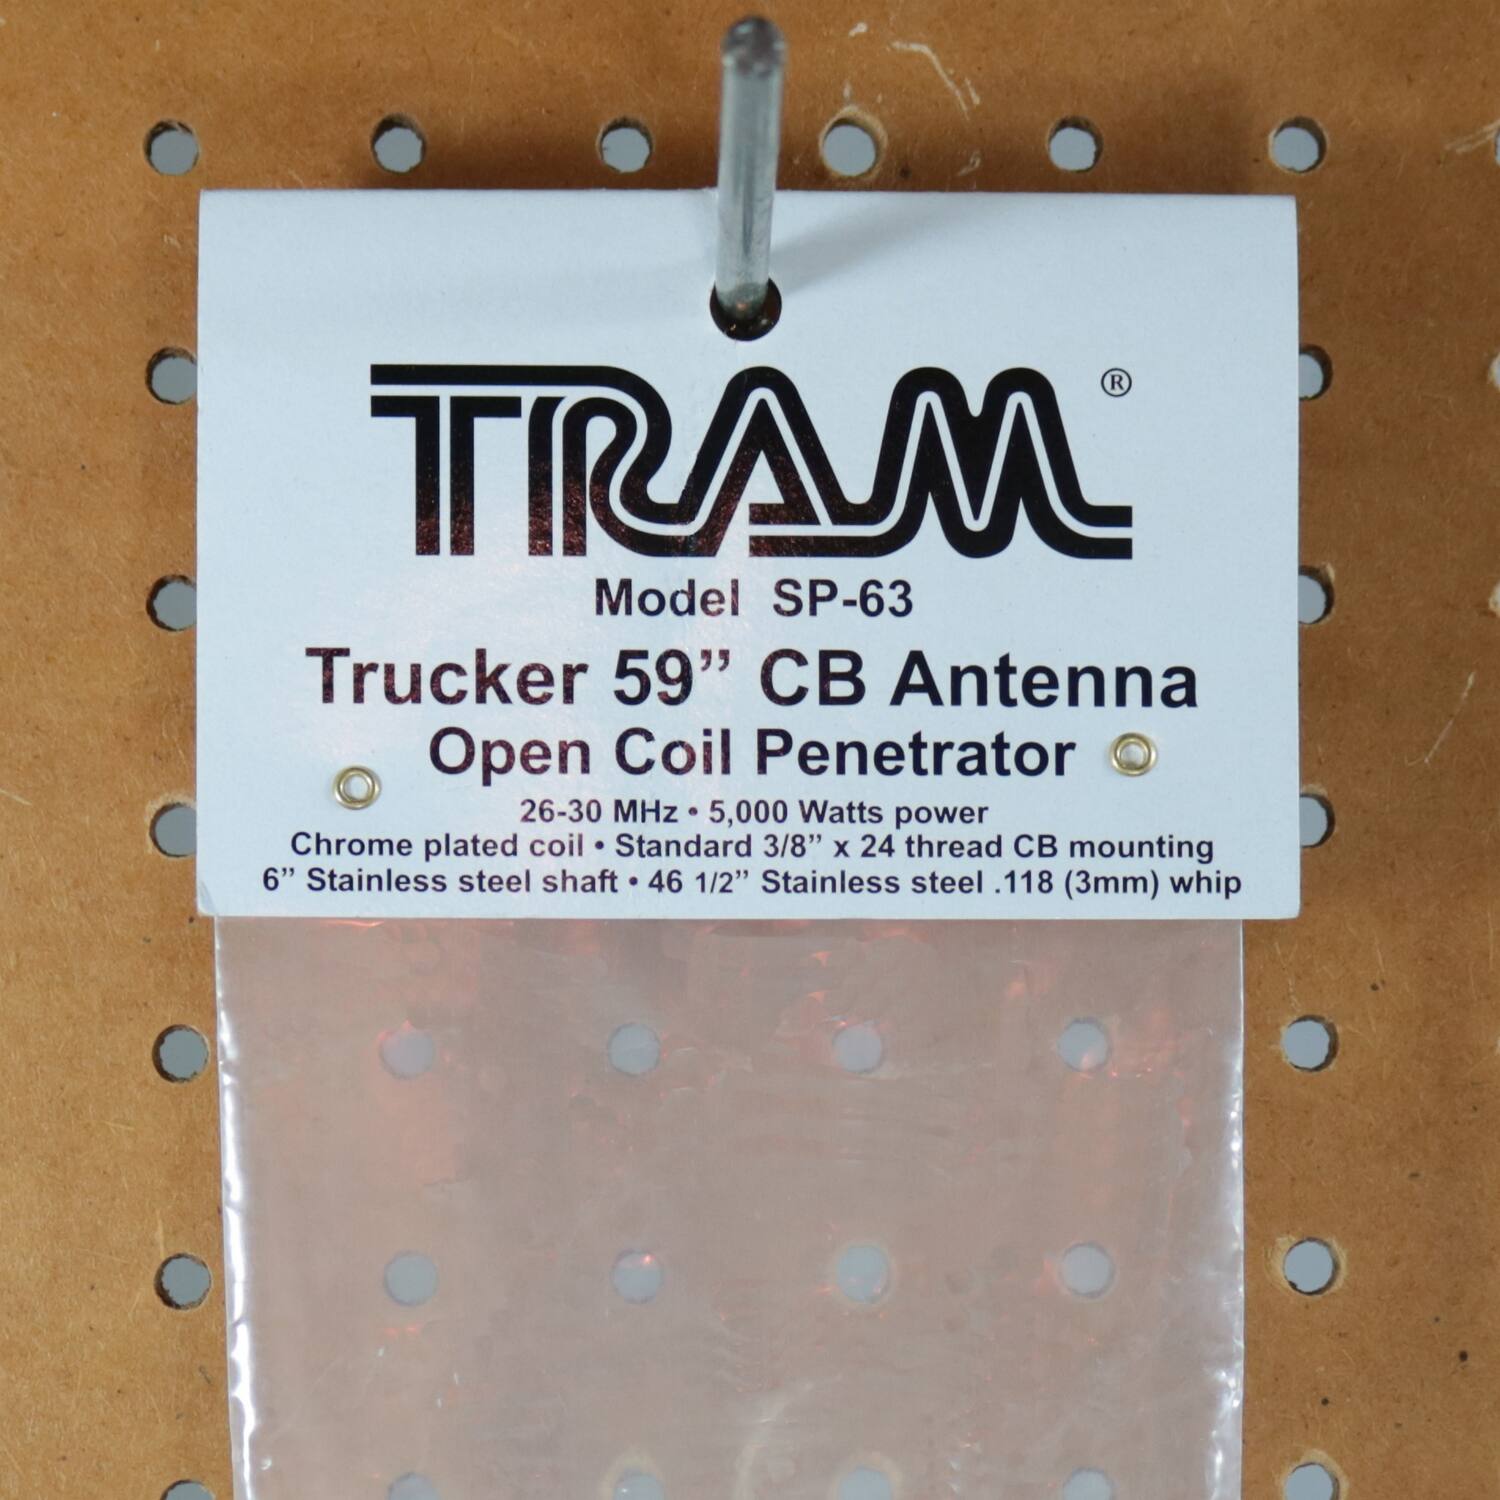 TRAM®
Model SP-63
Trucker 59” CB Antenna
Open Coil Penetrator
26-30 MHz • 5,000 Watts power
Chrome plated coil • Standard 3/8” x 24 thread CB mounting
6” Stainless steel shaft • 46 1/2” Stainless steel .118 (3mm) whip